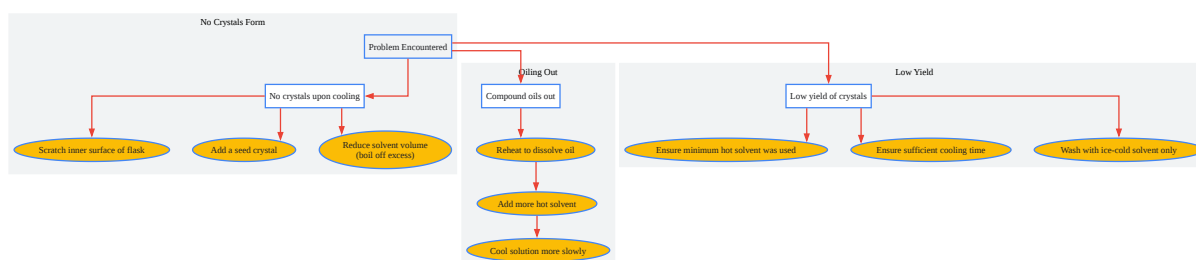 No Crystals Form
Problem Encountered
Oiling Out
Low Yield
No crystals upon cooling
Compound oils out
Low yield of crystals
Scratch inner surface of flask
Add a seed crystal
Reduce solvent volume
(boil off excess)
Reheat to dissolve oil
Ensure minimum hot solvent was used
Ensure sufficient cooling time
Wash with ice-cold solvent only
Add more hot solvent
Cool solution more slowly